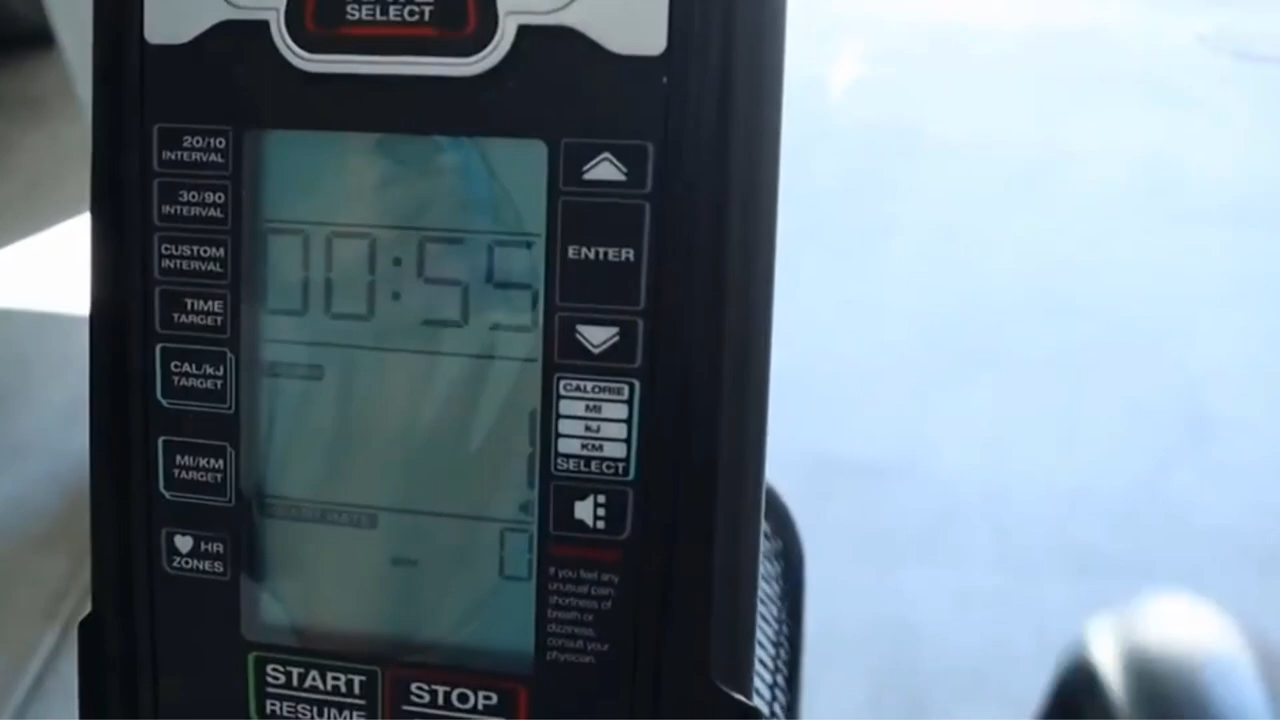 SELECT
20/10
INTERVAL
30/90
INTERVAL
CUSTOM
INTERVAL
TIME
TARGET
CAL/kJ
TARGET
MI/KM
TARGET
HR
ZONES
00:55
1
0
ENTER
CALORIE
MI
kJ
KM
SELECT
If you feel any
unusual pain,
shortness of
breath or
dizziness,
consult your
physician.
START
RESUME
STOP